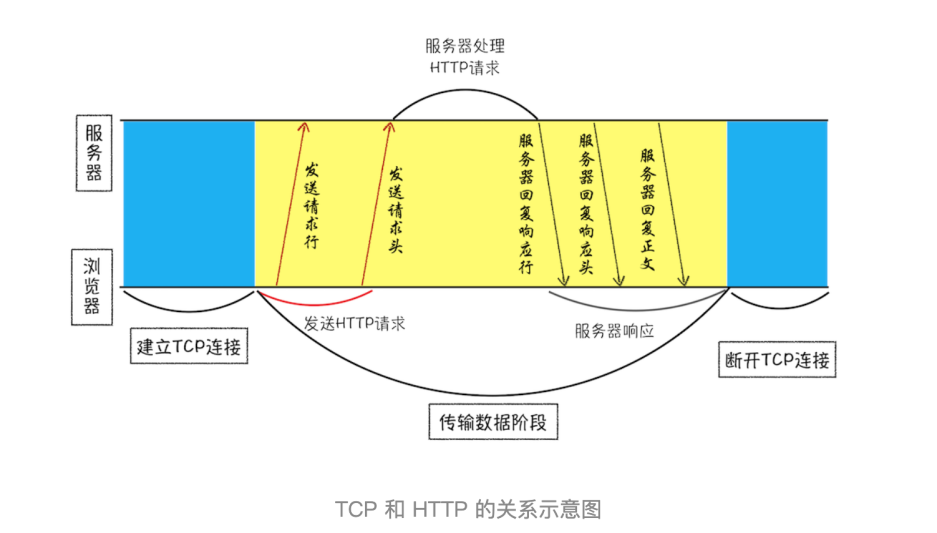 服务器处理
HTTP请求
服务器
发送请求行
发送请求头
服务器回复响应行
服务器回复响应头
服务器回复正文
浏览器
发送HTTP请求
服务器响应
建立TCP连接
断开TCP连接
传输数据阶段
TCP 和 HTTP 的关系示意图